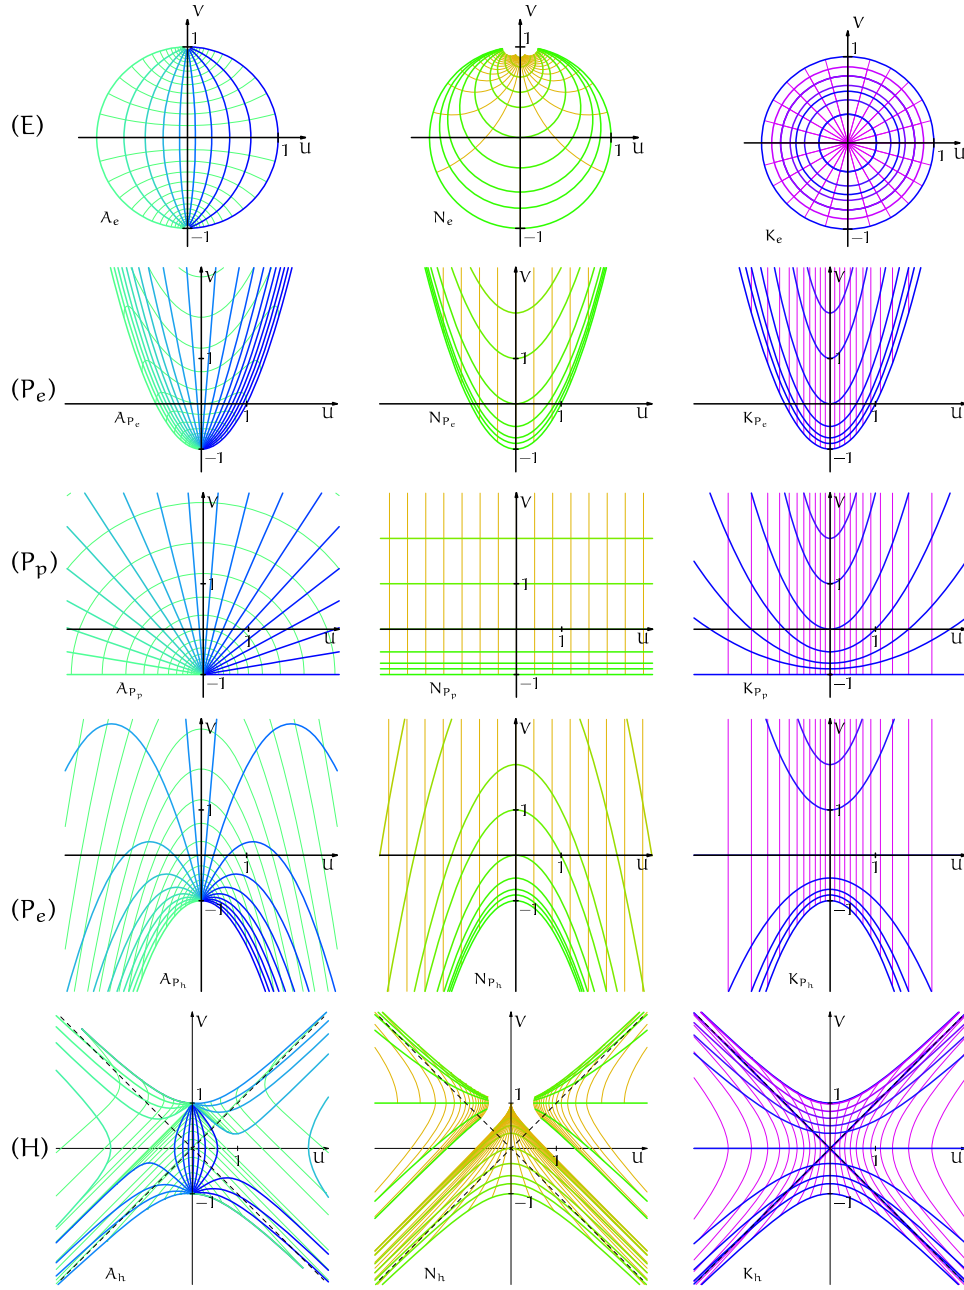 V V V
1 1 1
(E) 1 u 1 u 1 u
A_e N_e K_e
−1 −1 −1
V V V
1 1 1
(P_e) A_{P_e} 1 u N_{P_e} 1 u K_{P_e} 1 u
−1 −1 −1
V V V
(P_p) 1 1 1
1 u 1 u 1 u
A_{P_p} −1 N_{P_p} −1 K_{P_p} −1
V V V
1 1 1
1 u 1 u 1 u
(P_e) −1 −1 −1
A_{P_h} N_{P_h} K_{P_h}
V V V
1 1 1
(H) 1 u 1 u 1 u
−1 −1 −1
A_h N_h K_h